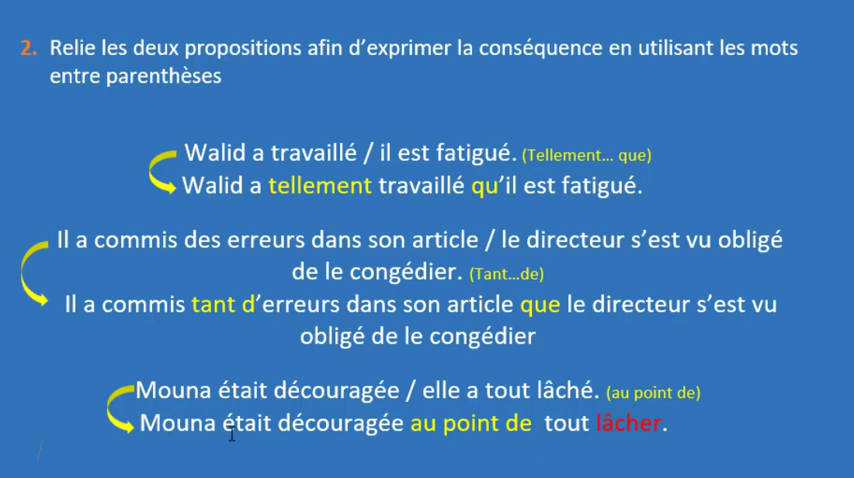 2. Relie les deux propositions afin d’exprimer la conséquence en utilisant les mots
entre parenthèses
Walid a travaillé / il est fatigué. (Tellement... que)
Walid a tellement travaillé qu’il est fatigué.
Il a commis des erreurs dans son article / le directeur s’est vu obligé
de le congédier. (Tant...de)
Il a commis tant d’erreurs dans son article que le directeur s’est vu
obligé de le congédier
Mouna était découragée / elle a tout lâché. (au point de)
Mouna était découragée au point de tout lâcher.